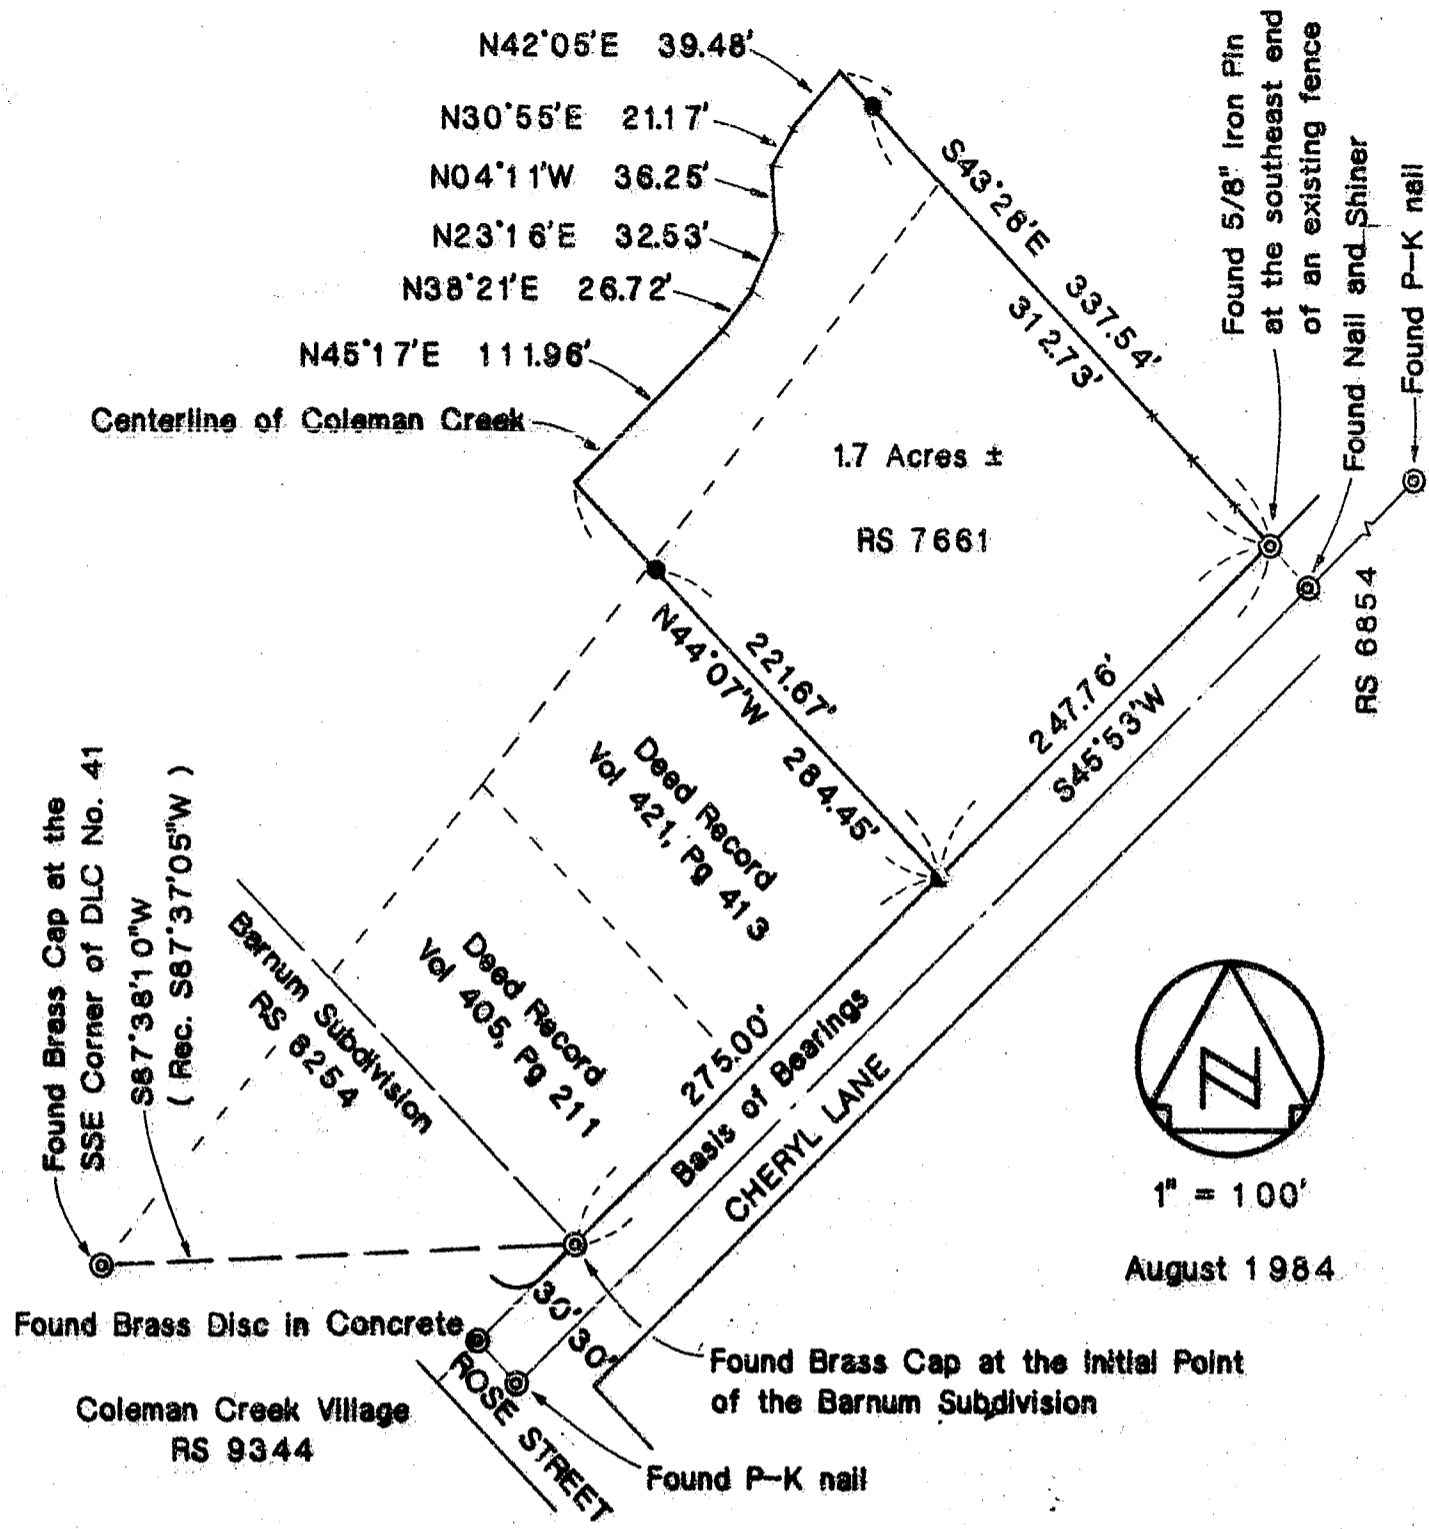 N42°05'E 39.48'
N30°55'E 21.17'
N04°11'W 36.25'
N23°16'E 32.53'
N38°21'E 26.72'
N45°17'E 111.96'
Centerline of Coleman Creek
S43°28'E 337.54'
312.73'
Found 5/8" Iron Pin
at the southeast end
of an existing fence
Found Nail and Shiner
Found P-K nail
RS 6854
1.7 Acres ±
RS 7661
221.67'
N44°07'W 284.45'
247.76'
S45°53'W
Deed Record
Vol 421, Pg 413
Deed Record
Vol 405, Pg 211
Barnum Subdivision
RS 8254
Found Brass Cap at the
SSE Corner of DLC No. 41
S87°38'10"W
( Rec. S87°37'05"W )
275.00'
Basis of Bearings
CHERYL LANE
N
1" = 100'
August 1984
Found Brass Disc in Concrete
30'
30'
ROSE STREET
Found Brass Cap at the Initial Point
of the Barnum Subdivision
Coleman Creek Village
RS 9344
Found P-K nail